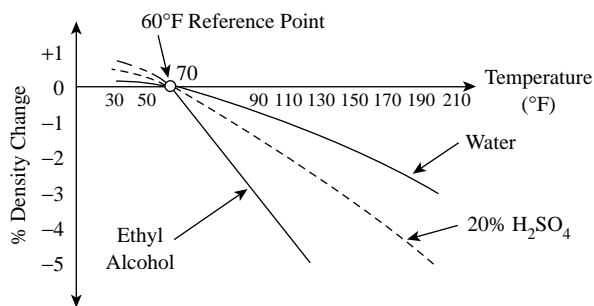 60°F Reference Point
+1
0
−1
−2
−3
−4
−5
% Density Change
70
30 50 90 110 130 150 170 190 210
Temperature
(°F)
Water
20% H₂SO₄
Ethyl
Alcohol